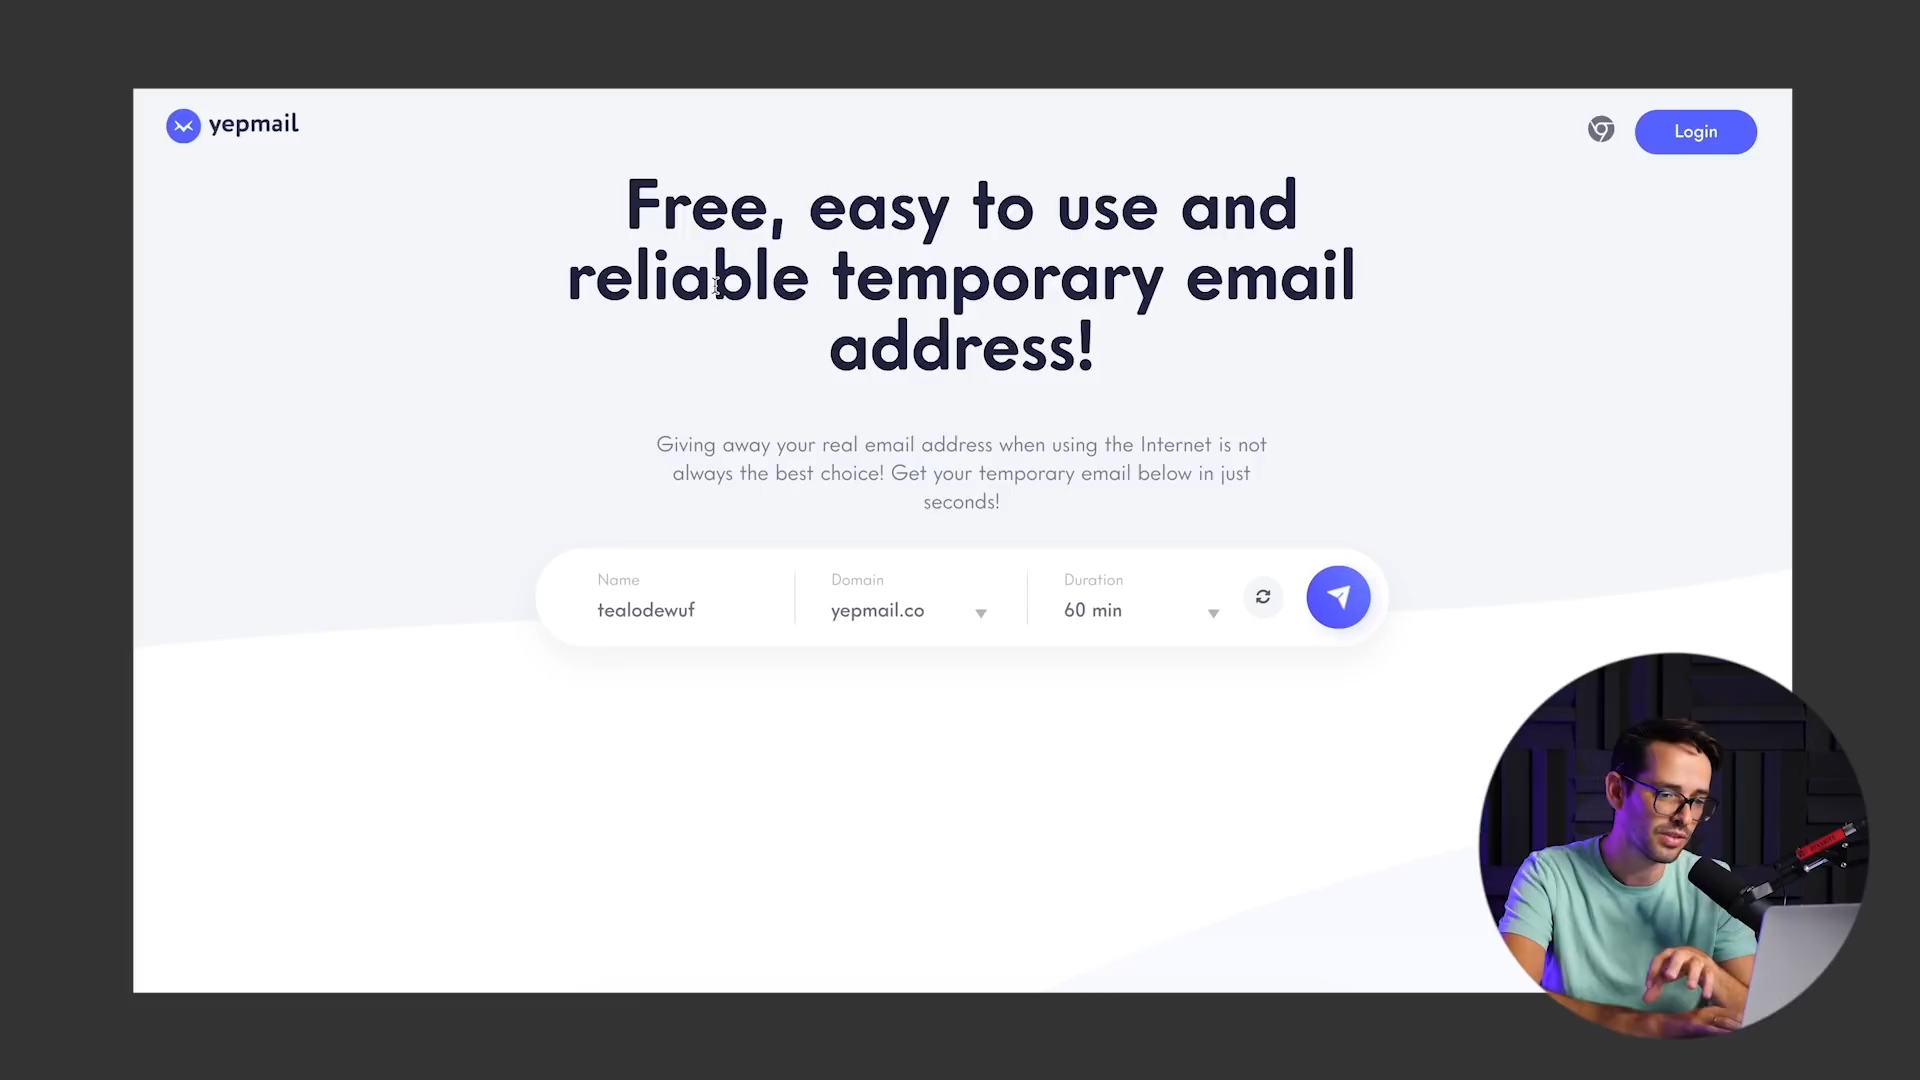 yepmail
Login
Free, easy to use and
reliable temporary email
address!
Giving away your real email address when using the Internet is not
always the best choice! Get your temporary email below in just
seconds!
Name
Domain
Duration
tealodewuf
yepmail.co
60 min